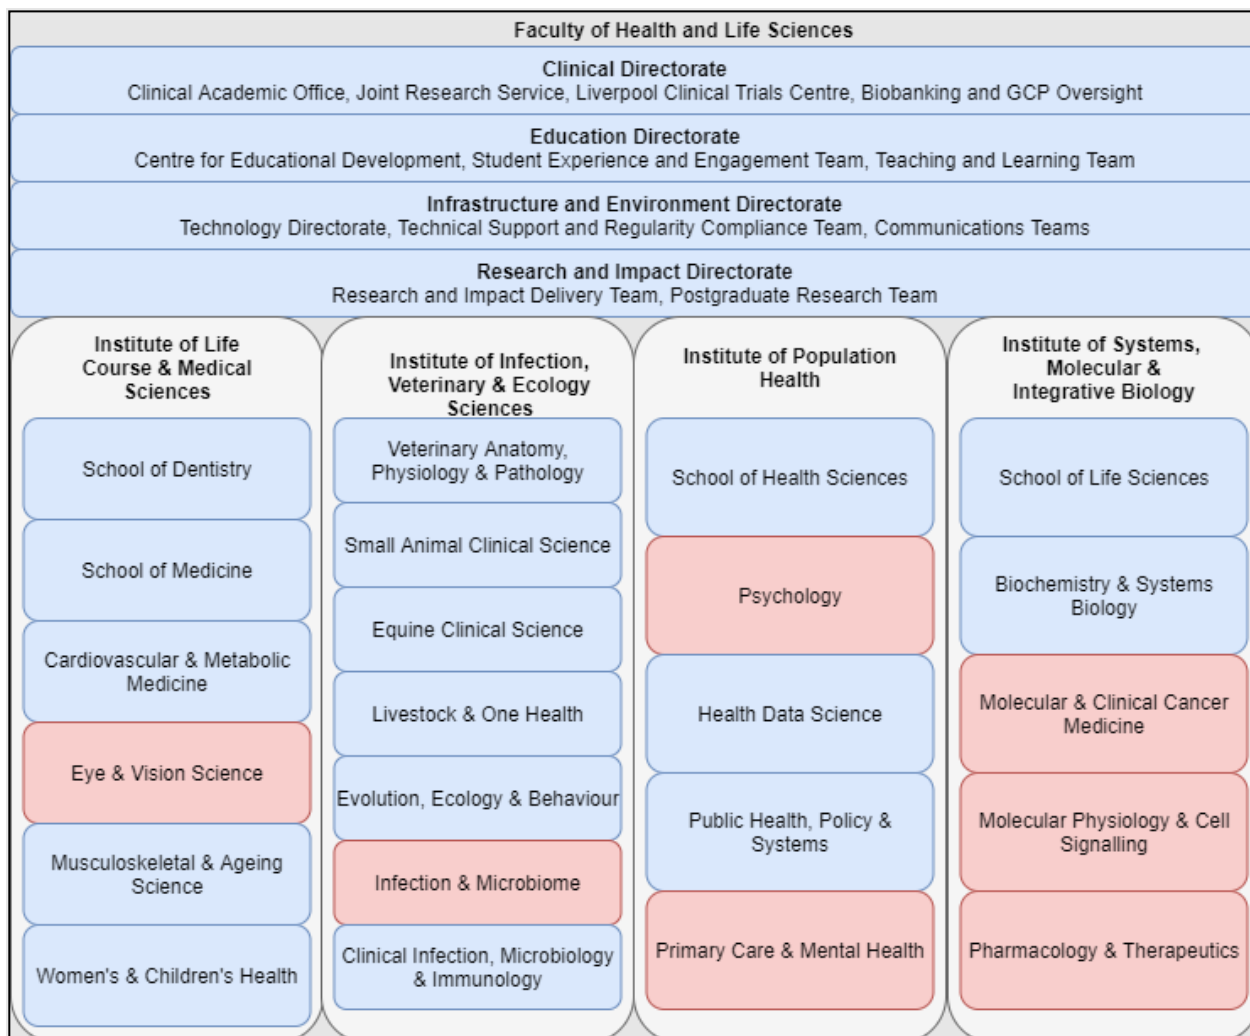 Faculty of Health and Life Sciences
Clinical Directorate
Clinical Academic Office, Joint Research Service, Liverpool Clinical Trials Centre, Biobanking and GCP Oversight
Education Directorate
Centre for Educational Development, Student Experience and Engagement Team, Teaching and Learning Team
Infrastructure and Environment Directorate
Technology Directorate, Technical Support and Regularity Compliance Team, Communications Teams
Research and Impact Directorate
Research and Impact Delivery Team, Postgraduate Research Team
Institute of Life
Course & Medical
Sciences
School of Dentistry
School of Medicine
Cardiovascular & Metabolic
Medicine
Eye & Vision Science
Musculoskeletal & Ageing
Science
Women's & Children's Health
Institute of Infection,
Veterinary & Ecology
Sciences
Veterinary Anatomy,
Physiology & Pathology
Small Animal Clinical Science
Equine Clinical Science
Livestock & One Health
Evolution, Ecology & Behaviour
Infection & Microbiome
Clinical Infection, Microbiology
& Immunology
Institute of Population
Health
School of Health Sciences
Psychology
Health Data Science
Public Health, Policy &
Systems
Primary Care & Mental Health
Institute of Systems,
Molecular &
Integrative Biology
School of Life Sciences
Biochemistry & Systems
Biology
Molecular & Clinical Cancer
Medicine
Molecular Physiology & Cell
Signalling
Pharmacology & Therapeutics